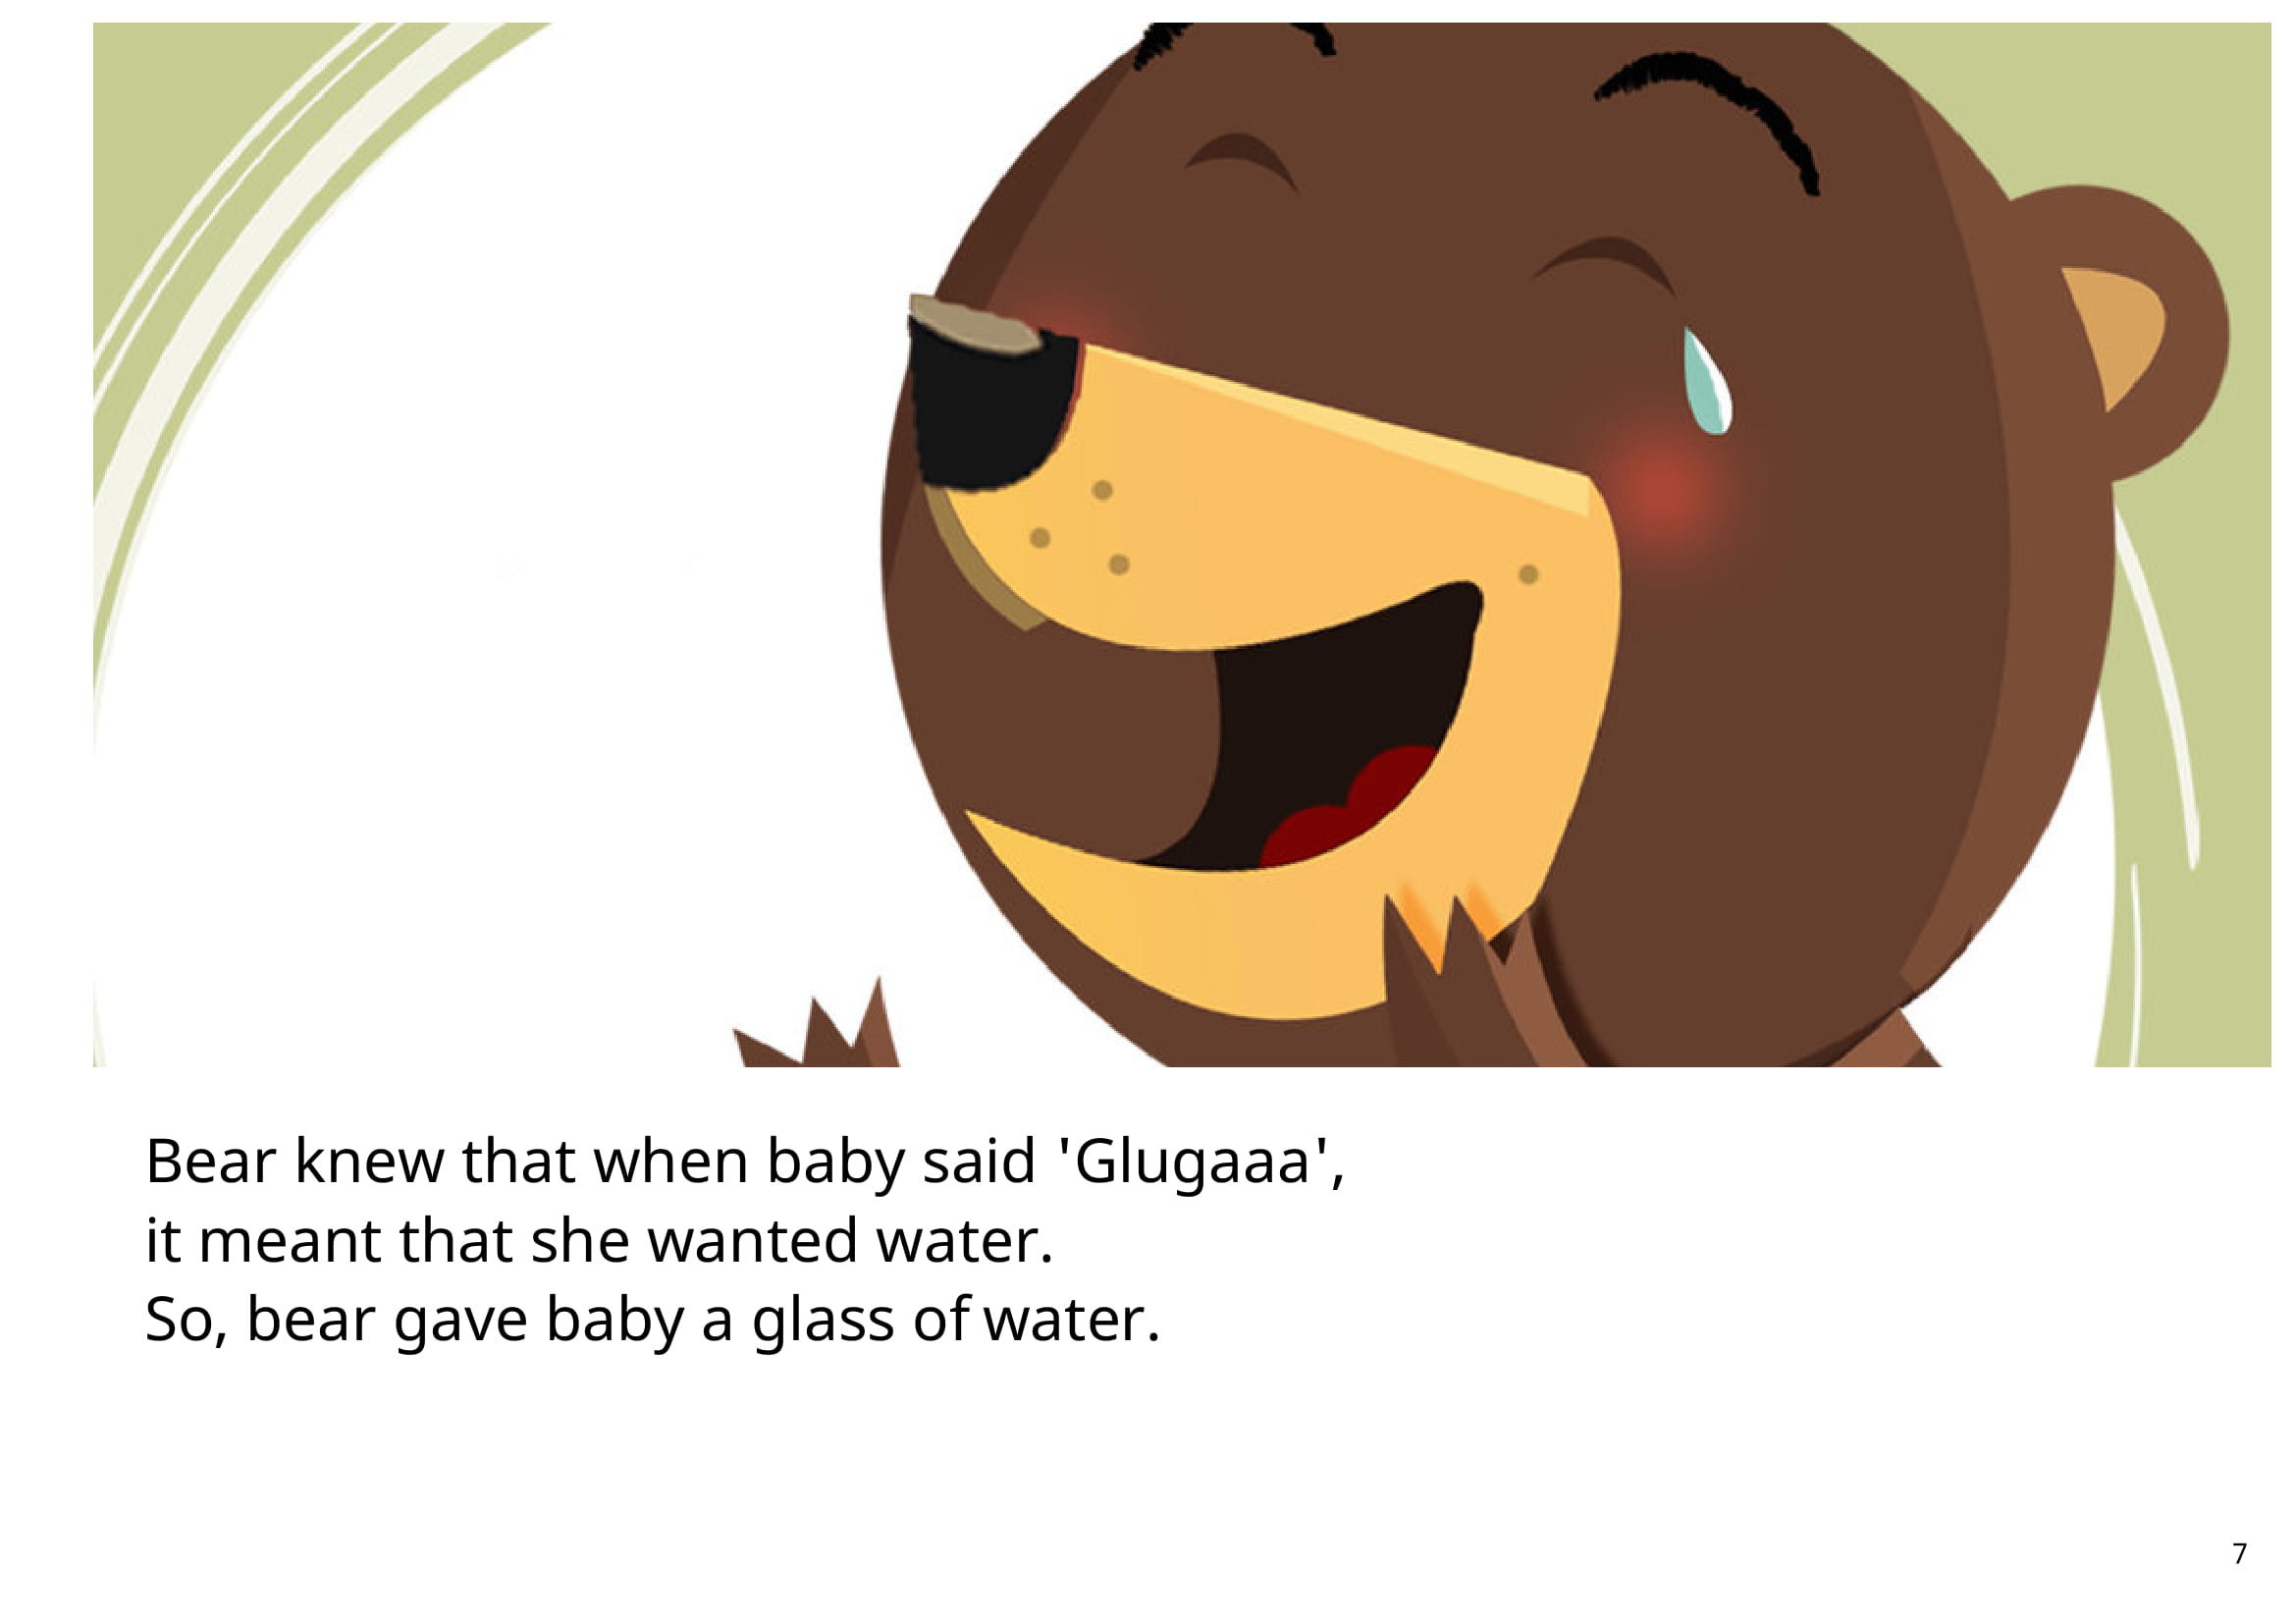 Bear knew that when baby said 'Glugaaa',
it meant that she wanted water.
So, bear gave baby a glass of water.
7